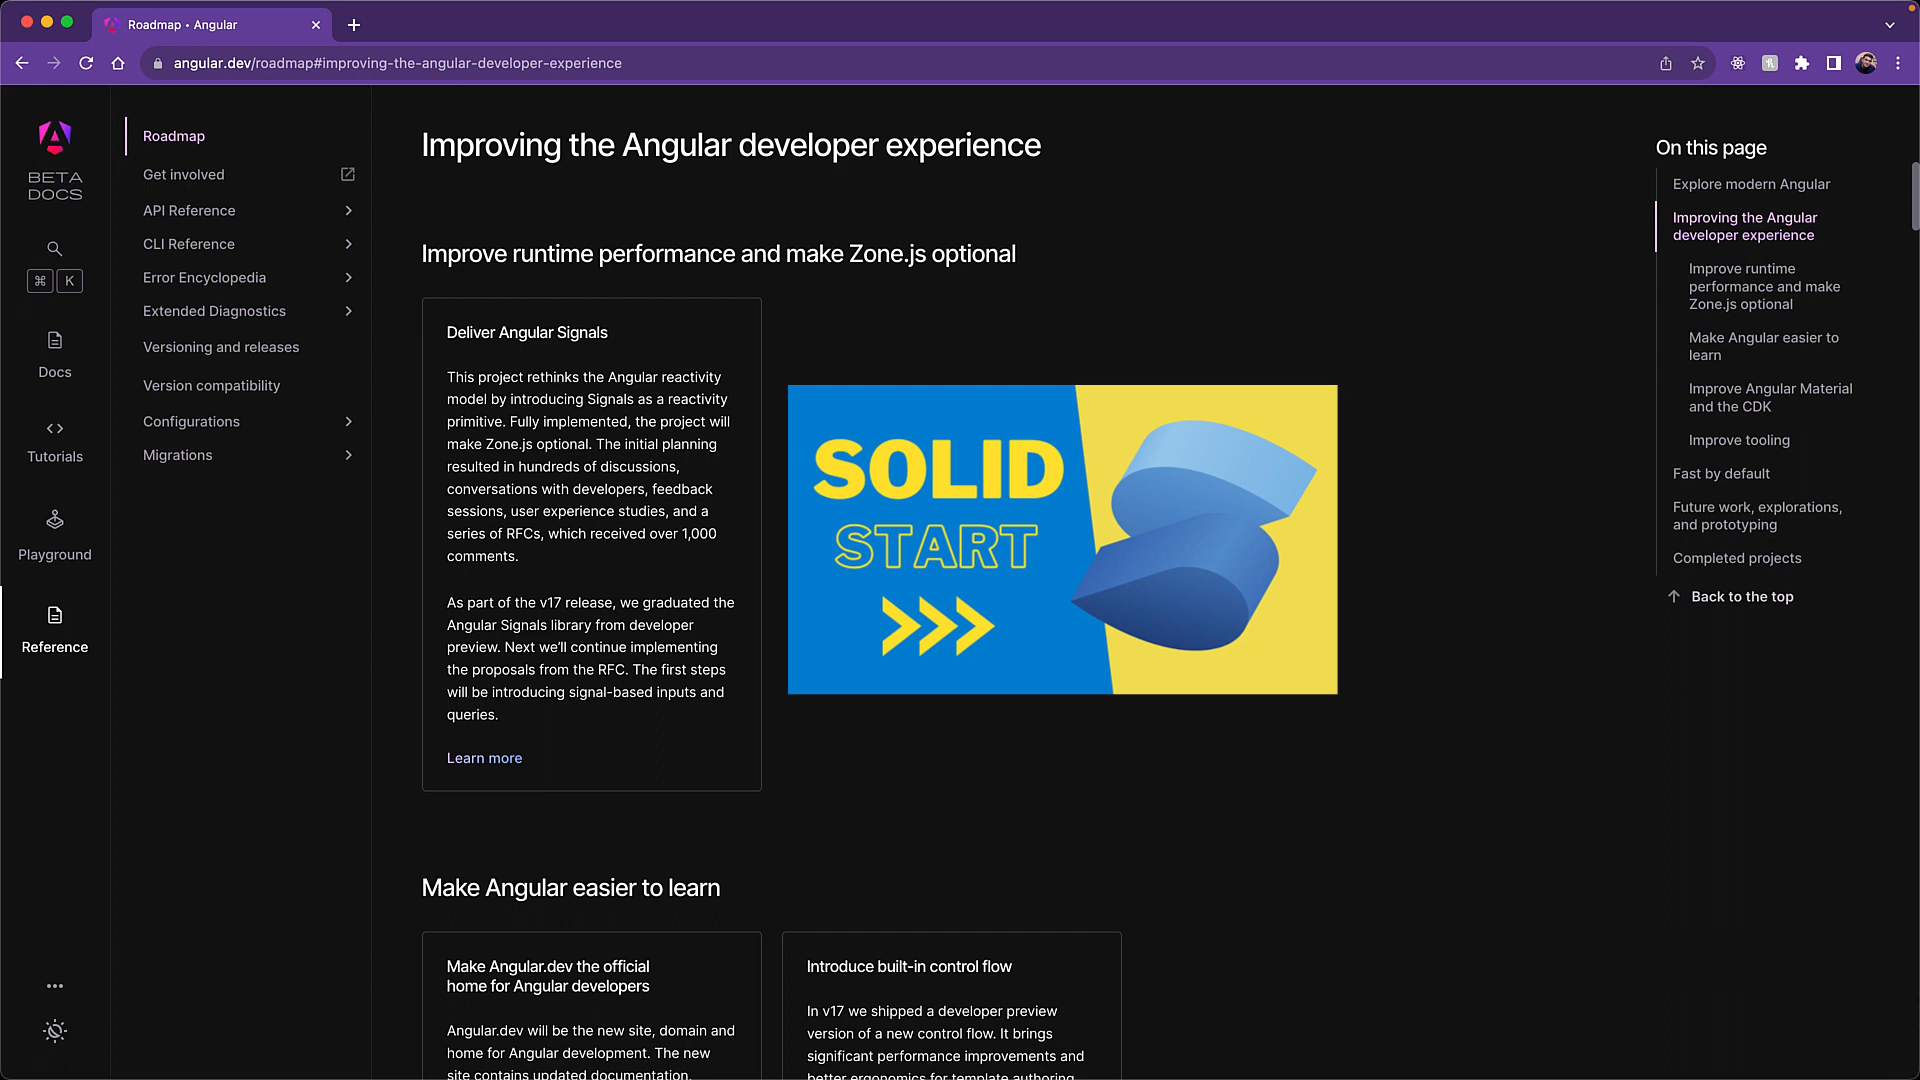 Roadmap • Angular
angular.dev/roadmap#improving-the-angular-developer-experience
BETA
DOCS
⌘ K
Docs
Tutorials
Playground
Reference
Roadmap
Get involved
API Reference
CLI Reference
Error Encyclopedia
Extended Diagnostics
Versioning and releases
Version compatibility
Configurations
Migrations
Improving the Angular developer experience
Improve runtime performance and make Zone.js optional
Deliver Angular Signals
This project rethinks the Angular reactivity
model by introducing Signals as a reactivity
primitive. Fully implemented, the project will
make Zone.js optional. The initial planning
resulted in hundreds of discussions,
conversations with developers, feedback
sessions, user experience studies, and a
series of RFCs, which received over 1,000
comments.
As part of the v17 release, we graduated the
Angular Signals library from developer
preview. Next we’ll continue implementing
the proposals from the RFC. The first steps
will be introducing signal-based inputs and
queries.
Learn more
SOLID
START
Make Angular easier to learn
Make Angular.dev the official
home for Angular developers
Angular.dev will be the new site, domain and
home for Angular development. The new
site contains updated documentation,
Introduce built-in control flow
In v17 we shipped a developer preview
version of a new control flow. It brings
significant performance improvements and
better ergonomics for template authoring.
On this page
Explore modern Angular
Improving the Angular
developer experience
Improve runtime
performance and make
Zone.js optional
Make Angular easier to
learn
Improve Angular Material
and the CDK
Improve tooling
Fast by default
Future work, explorations,
and prototyping
Completed projects
Back to the top